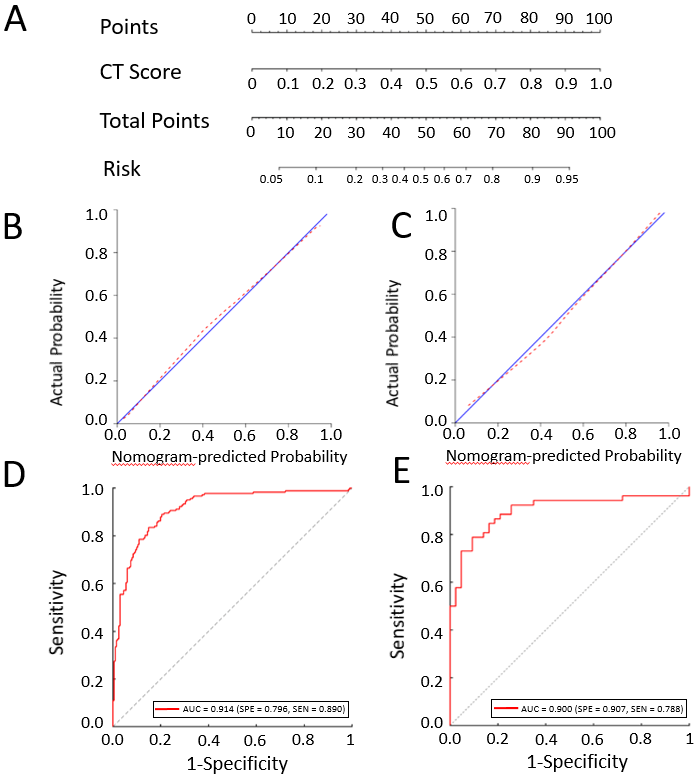 A
Points
0 10 20 30 40 50 60 70 80 90 100
CT Score
0 0.1 0.2 0.3 0.4 0.5 0.6 0.7 0.8 0.95 1.0
Total Points
0 10 20 30 40 50 60 70 80 90 100
Risk
0.05 0.1 0.2 0.3 0.4 0.5 0.6 0.7 0.8 0.9 0.95
B
1.0
0.8
0.6
0.4
0.2
0.0
Actual Probability
0.0 0.2 0.4 0.6 0.8 1.0
Nomogram-predicted Probability
C
1.0
0.8
0.6
0.4
0.2
0.0
Actual Probability
0.0 0.2 0.4 0.6 0.8 1.0
Nomogram-predicted Probability
D
1.0
0.8
0.6
0.4
0.2
0.0
Sensitivity
AUC = 0.914 (SPE = 0.796, SEN = 0.890)
0.0 0.2 0.4 0.6 0.8 1
1-Specificity
E
1.0
0.8
0.6
0.4
0.2
0.0
Sensitivity
AUC = 0.900 (SPE = 0.907, SEN = 0.788)
0.0 0.2 0.4 0.6 0.8 1
1-Specificity